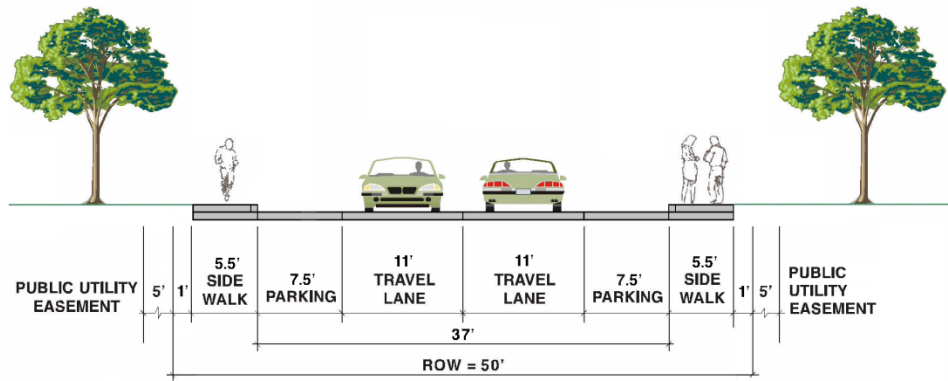 PUBLIC UTILITY
EASEMENT
5'
1'
5.5'
SIDE
WALK
7.5'
PARKING
11'
TRAVEL
LANE
11'
TRAVEL
LANE
7.5'
PARKING
5.5'
SIDE
WALK
1'
5'
PUBLIC
UTILITY
EASEMENT
37'
ROW = 50'